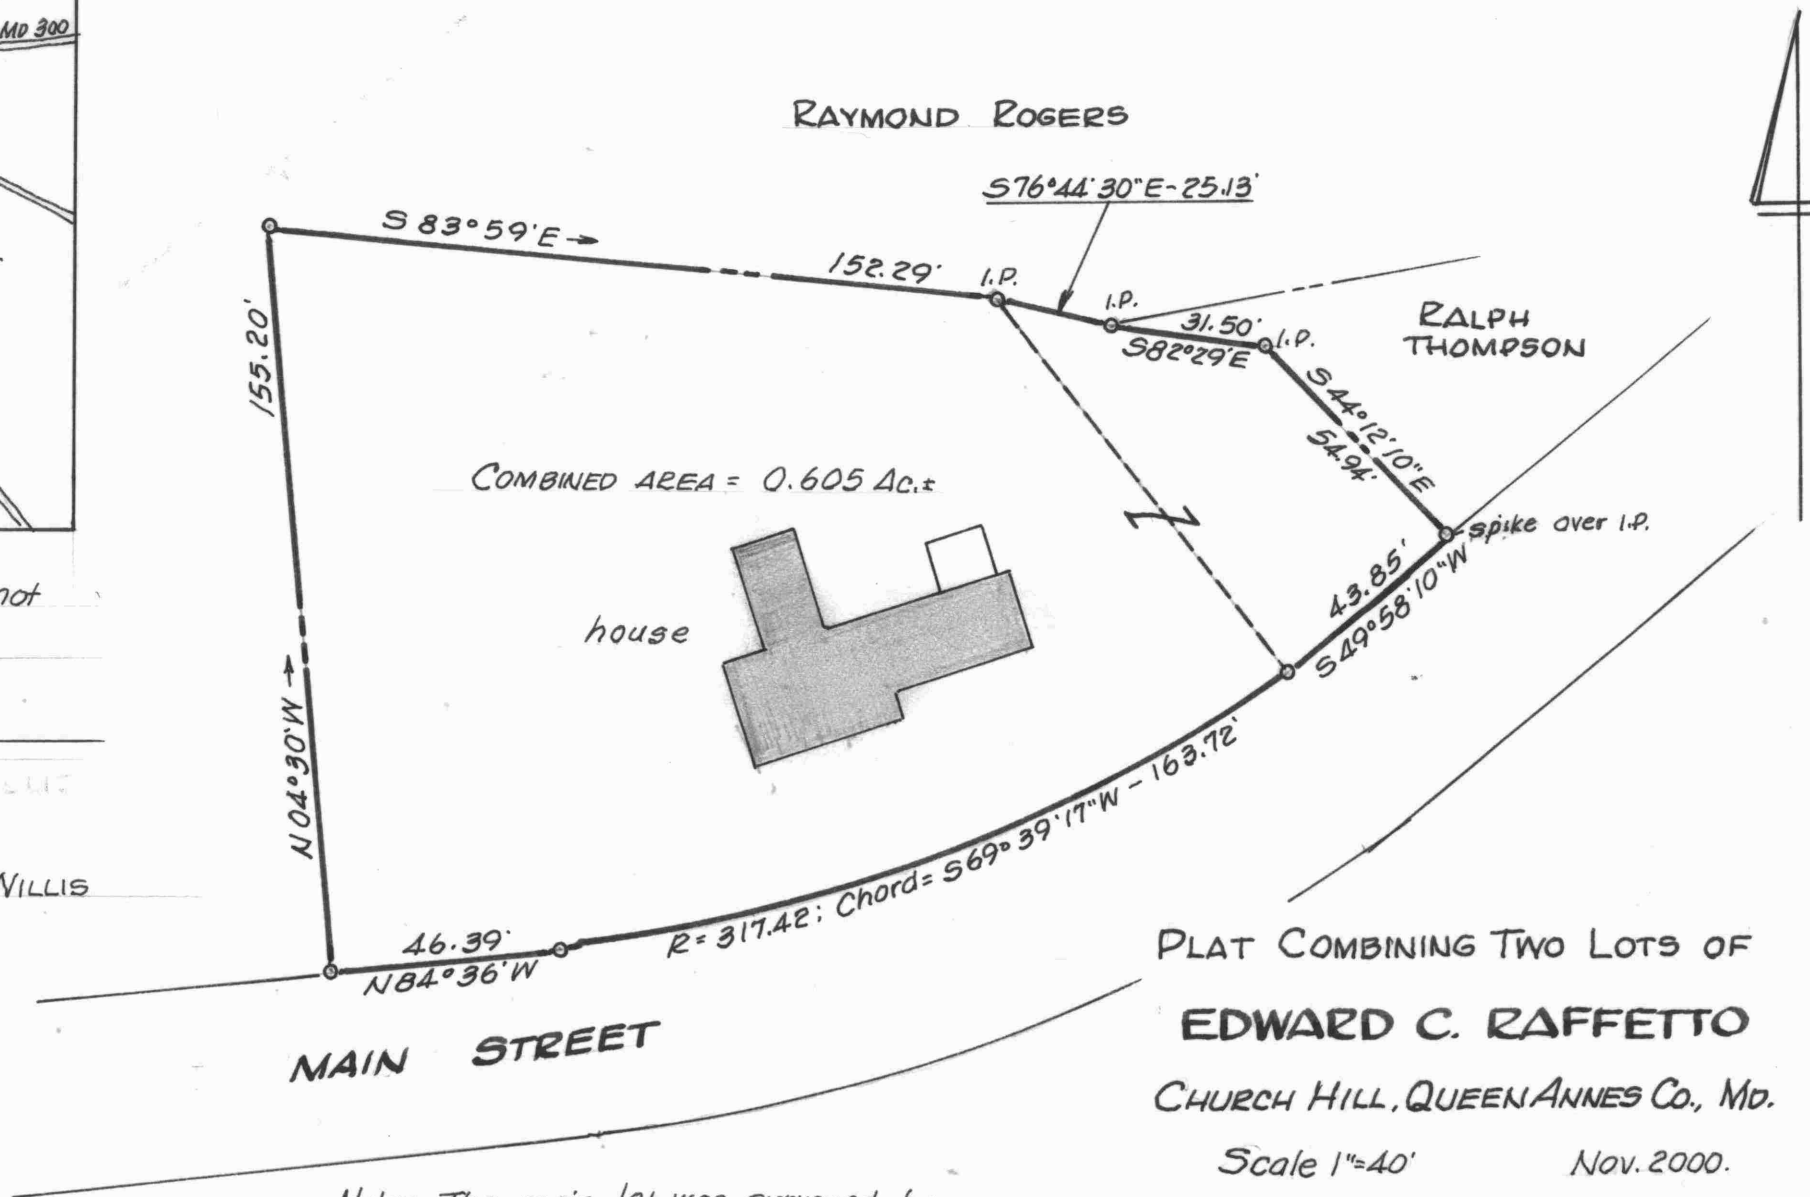 MD 300
RAYMOND ROGERS
S76°44'30"E-25.13'
S 83°59'E →
152.29'
I.P.
I.P.
31.50'
S82°29'E
I.P.
RALPH
THOMPSON
155.20'
S44°12'10"E
54.94'
COMBINED AREA = 0.605 Ac.±
spike over I.P.
43.85'
S49°58'10"W
not
house
N04°30'W →
163.72'
R=317.42; Chord= S69°39'17"W -
WILLIS
46.39'
N84°36'W
MAIN STREET
PLAT COMBINING TWO LOTS OF
EDWARD C. RAFFETTO
CHURCH HILL, QUEEN ANNES CO., MD.
Scale 1"=40'
Nov. 2000.